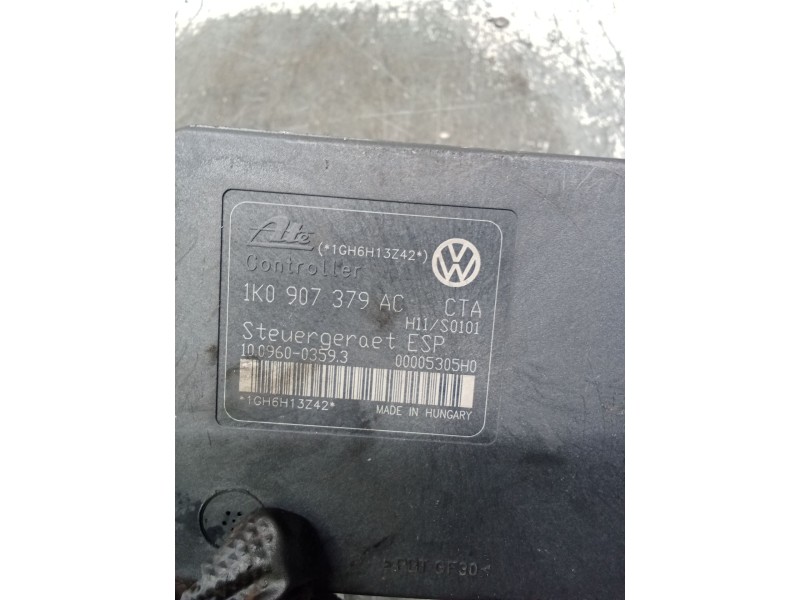 Ate (*1GH6H13Z42*)
Controller
1K0 907 379 AC CTA
H11/S0101
Steuergeraet ESP
10.0960-0359.3 00005305H0
*1GH6H13Z42* MADE IN HUNGARY
GF30<